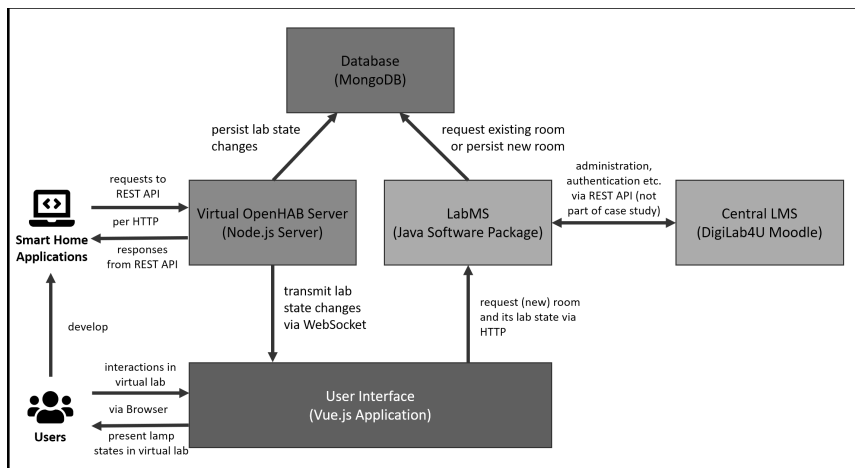 Database
(MongoDB)
persist lab state
changes
request existing room
or persist new room
requests to
REST API
per HTTP
responses
from REST API
Smart Home
Applications
Virtual OpenHAB Server
(Node.js Server)
LabMS
(Java Software Package)
administration,
authentication etc.
via REST API (not
part of case study)
Central LMS
(DigiLab4U Moodle)
transmit lab
state changes
via WebSocket
request (new) room
and its lab state via
HTTP
develop
interactions in
virtual lab
via Browser
present lamp
states in virtual lab
Users
User Interface
(Vue.js Application)